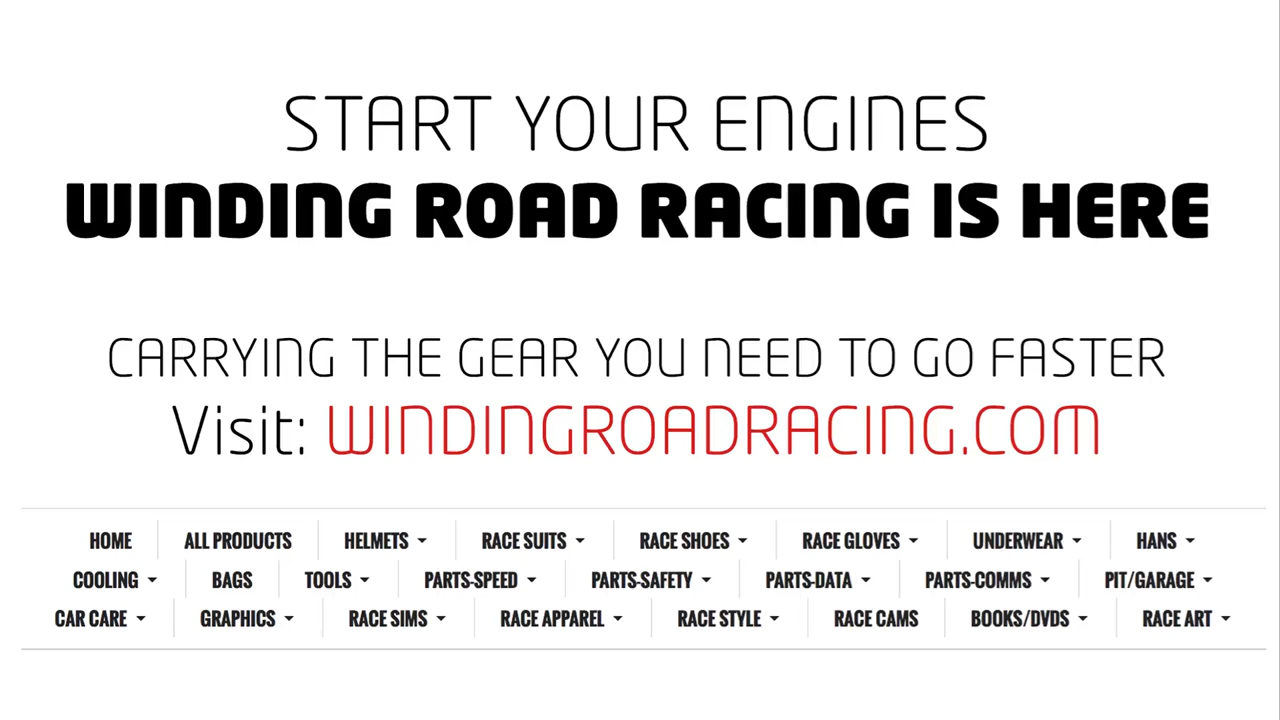 START YOUR ENGINES
WINDING ROAD RACING IS HERE
CARRYING THE GEAR YOU NEED TO GO FASTER
Visit: WINDINGROADRACING.COM
HOME ALL PRODUCTS HELMETS RACE SUITS RACE SHOES RACE GLOVES UNDERWEAR HANS
COOLING BAGS TOOLS PARTS-SPEED PARTS-SAFETY PARTS-DATA PARTS-COMMS PIT/GARAGE
CAR CARE GRAPHICS RACE SIMS RACE APPAREL RACE STYLE RACE CAMS BOOKS/DVDS RACE ART